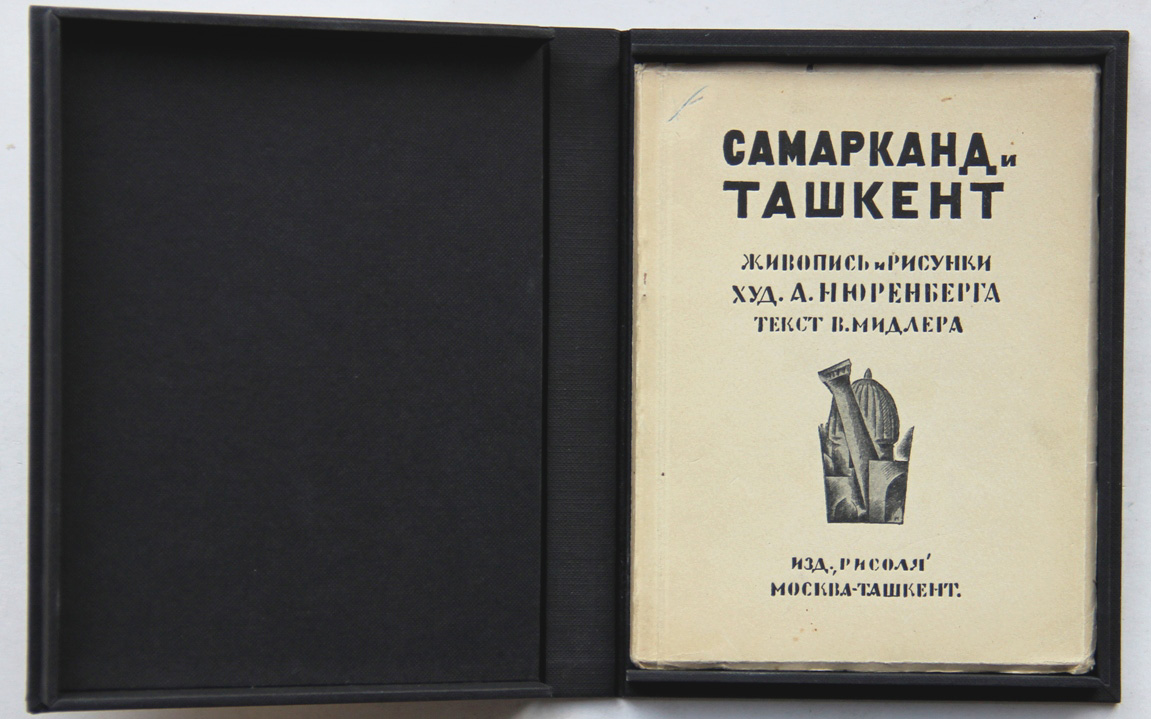 САМАРКАНД и
ТАШКЕНТ
ЖИВОПИСЬ и РИСУНКИ
ХУД. А. НЮРЕНБЕРГА
ТЕКСТ В. МИДЛЕРА
ИЗД. „РИСОЛЯ‘
МОСКВА-ТАШКЕНТ.